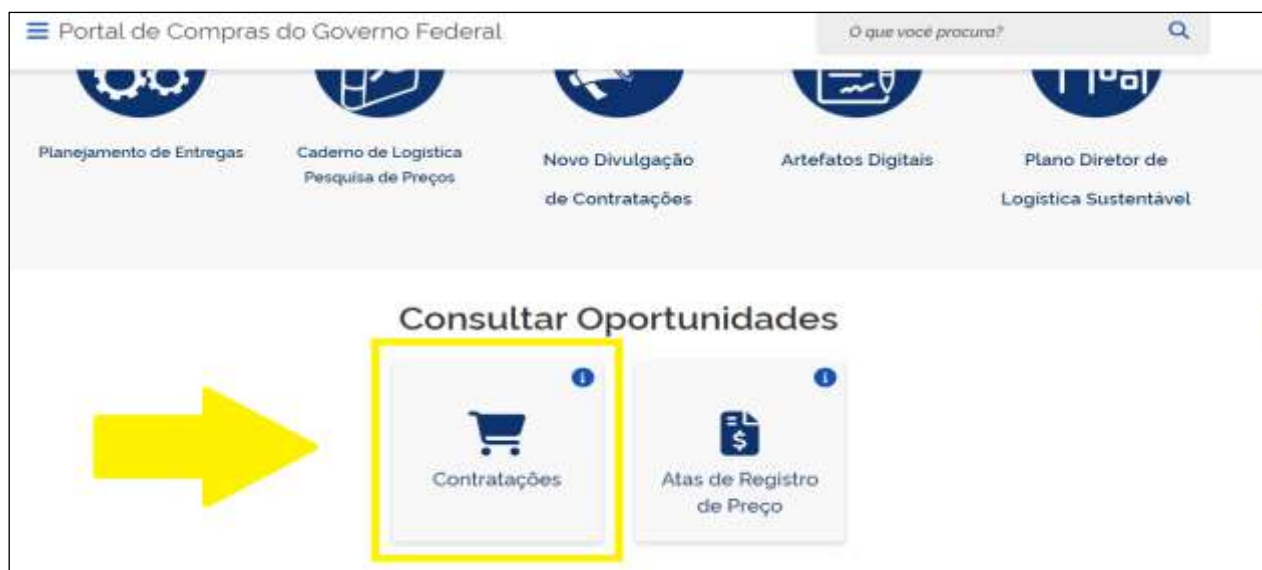 Portal de Compras do Governo Federal
O que você procura?
Planejamento de Entregas
Caderno de Logística
Pesquisa de Preços
Novo Divulgação
de Contratações
Artefatos Digitais
Plano Diretor de
Logística Sustentável
Consultar Oportunidades
Contratações
Atas de Registro
de Preço